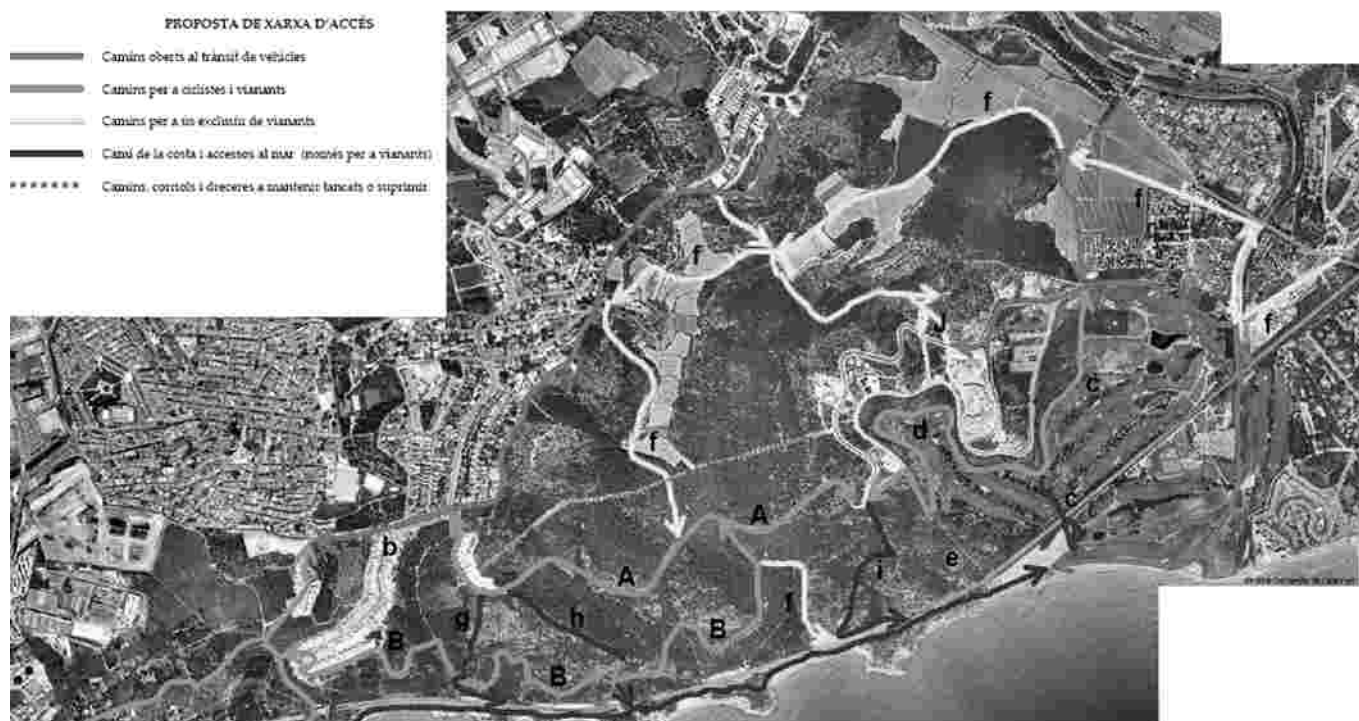 PROPOSTA DE XARXA D'ACCÉS
Camins oberts al trànsit de vehicles
Camins per a ciclistes i vianants
Camins per a ús exclusiu de vianants
Camí de la costa i accessos al mar (només per a vianants)
Camins, corriols i dreceres a mantenir tancats o suprimir
f
f
f
f
J
c
f
d
c
A
b
e
A
i
f
g
h
B
B
B